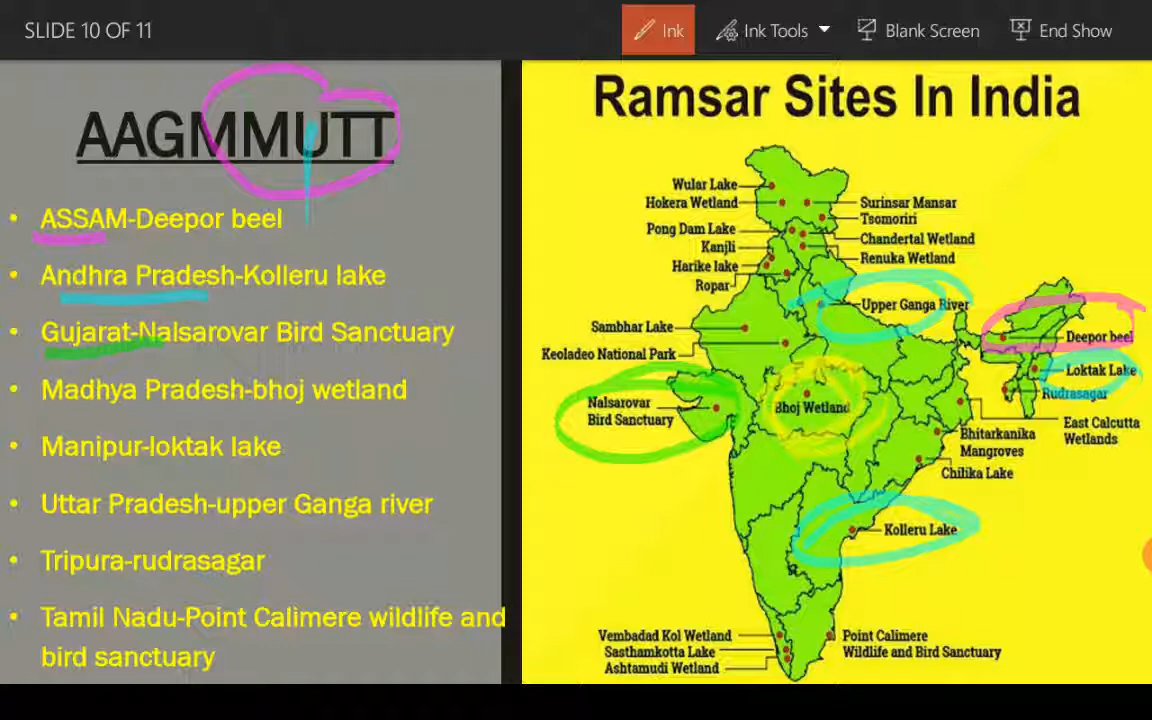 SLIDE 10 OF 11
Ink
Ink Tools
Blank Screen
End Show
AAGMMUTT
• ASSAM-Deepor beel
• Andhra Pradesh-Kolleru lake
• Gujarat-Nalsarovar Bird Sanctuary
• Madhya Pradesh-bhoj wetland
• Manipur-loktak lake
• Uttar Pradesh-upper Ganga river
• Tripura-rudrasagar
• Tamil Nadu-Point Calimere wildlife and
bird sanctuary
Ramsar Sites In India
Wular Lake
Hokera Wetland
Surinsar Mansar
Tsomoriri
Pong Dam Lake
Chandertal Wetland
Kanjli
Renuka Wetland
Harike lake
Ropar
Upper Ganga River
Sambhar Lake
Deepor beel
Keoladeo National Park
Loktak Lake
Rudrasagar
Nalsarovar
Bird Sanctuary
Bhoj Wetland
East Calcutta
Wetlands
Bhitarkanika
Mangroves
Chilika Lake
Kolleru Lake
Vembadad Kol Wetland
Sasthamkotta Lake
Ashtamudi Wetland
Point Calimere
Wildlife and Bird Sanctuary